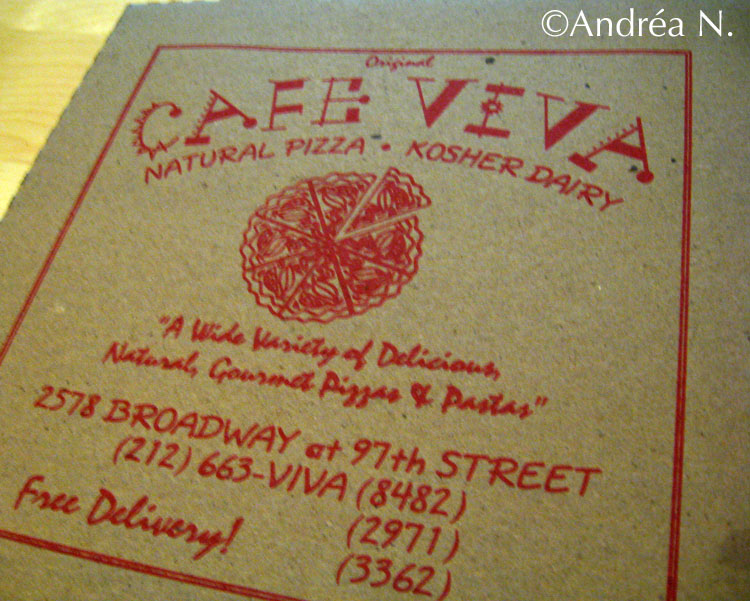 ©Andréa N.
Original
CAFE VIVA
NATURAL PIZZA • KOSHER DAIRY
"A Wide Variety of Delicious,
Natural, Gourmet Pizzas & Pastas"
2578 BROADWAY at 97th STREET
(212) 663-VIVA (8482)
(2971)
Free Delivery!
(3362)